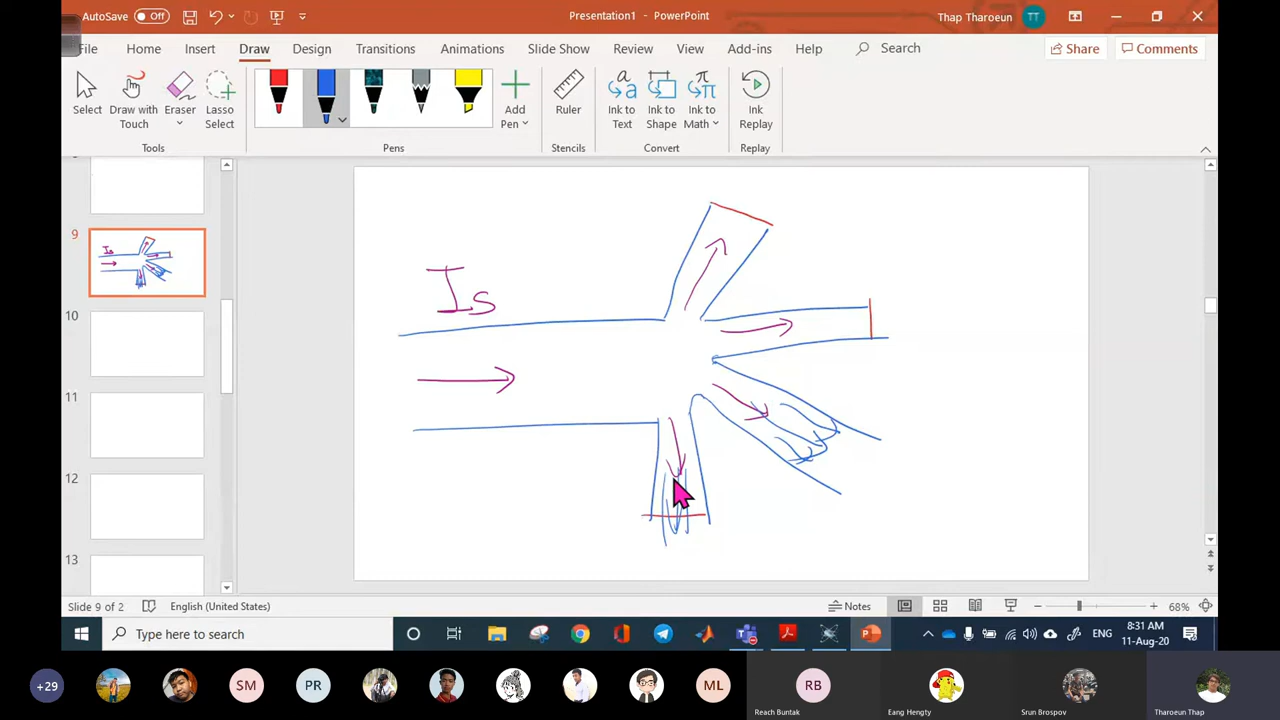 AutoSave Off
Presentation1 - PowerPoint
Thap Tharoeun TT
File Home Insert Draw Design Transitions Animations Slide Show Review View Add-ins Help Search Share Comments
Select
Draw with Touch
Eraser
Lasso Select
Add Pen
Ruler
Ink to Text
Ink to Shape
Ink to Math
Ink Replay
Tools Pens Stencils Convert Replay
9
10
11
12
13
Is
Is
Slide 9 of 2 English (United States) Notes 68%
Type here to search
ENG
8:31 AM
11-Aug-20
+29 SM PR ML RB
Reach Buntak Eang Hengty Srun Brospov Tharoeun Thap